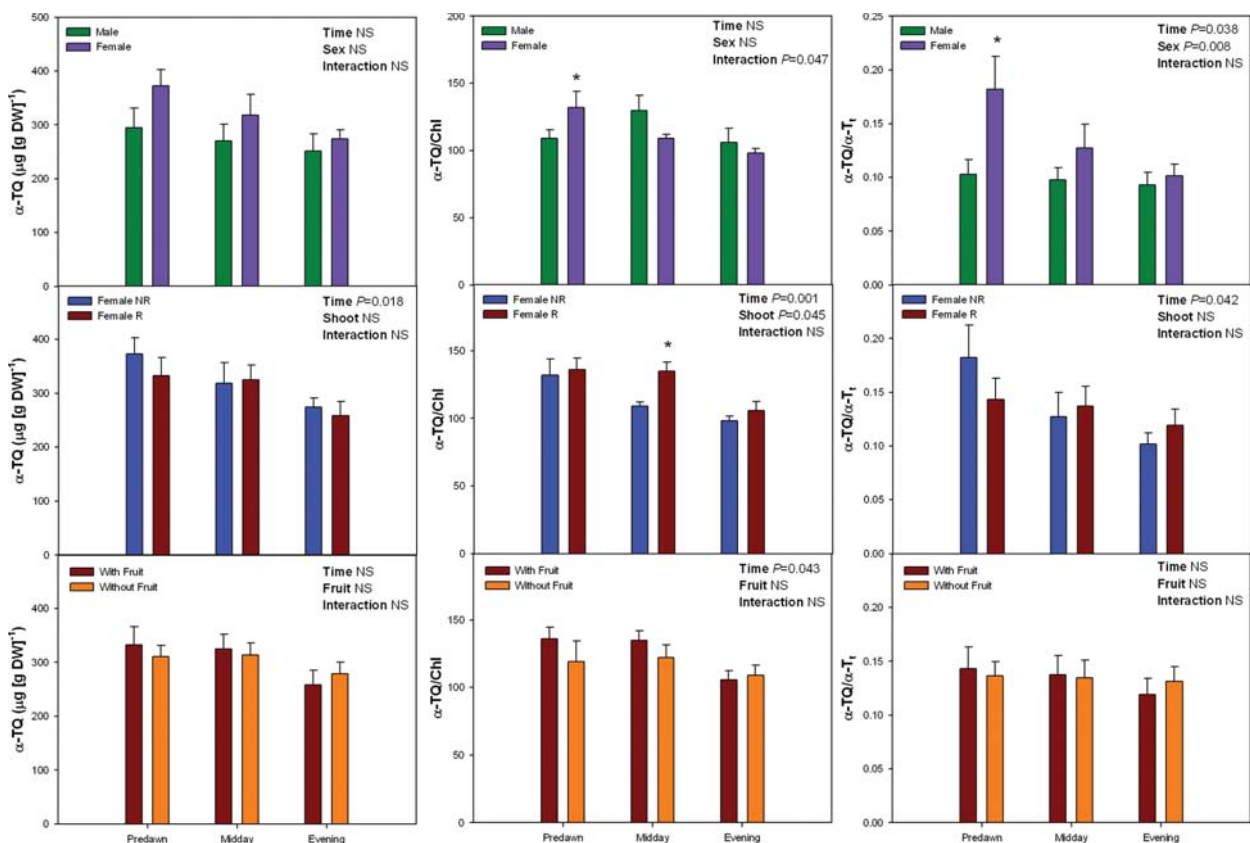 500
400
300
200
100
0
α-TQ (µg [g DW]⁻¹)
Male
Female
Time NS
Sex NS
Interaction NS
200
150
100
50
0
α-TQ/Chl
Male
Female
Time NS
Sex NS
Interaction P=0.047
*
0.25
0.20
0.15
0.10
0.05
0.00
α-TQ/α-Tt
Male
Female
Time P=0.038
Sex P=0.008
Interaction NS
*
400
300
200
100
0
α-TQ (µg [g DW]⁻¹)
Female NR
Female R
Time P=0.018
Shoot NS
Interaction NS
150
100
50
0
α-TQ/Chl
Female NR
Female R
Time P=0.001
Shoot P=0.045
Interaction NS
*
0.20
0.15
0.10
0.05
0.00
α-TQ/α-Tt
Female NR
Female R
Time P=0.042
Shoot NS
Interaction NS
400
300
200
100
0
α-TQ (µg [g DW]⁻¹)
With Fruit
Without Fruit
Time NS
Fruit NS
Interaction NS
Predawn Midday Evening
150
100
50
0
α-TQ/Chl
With Fruit
Without Fruit
Time P=0.043
Fruit NS
Interaction NS
Predawn Midday Evening
0.20
0.15
0.10
0.05
0.00
α-TQ/α-Tt
With Fruit
Without Fruit
Time NS
Fruit NS
Interaction NS
Predawn Midday Evening